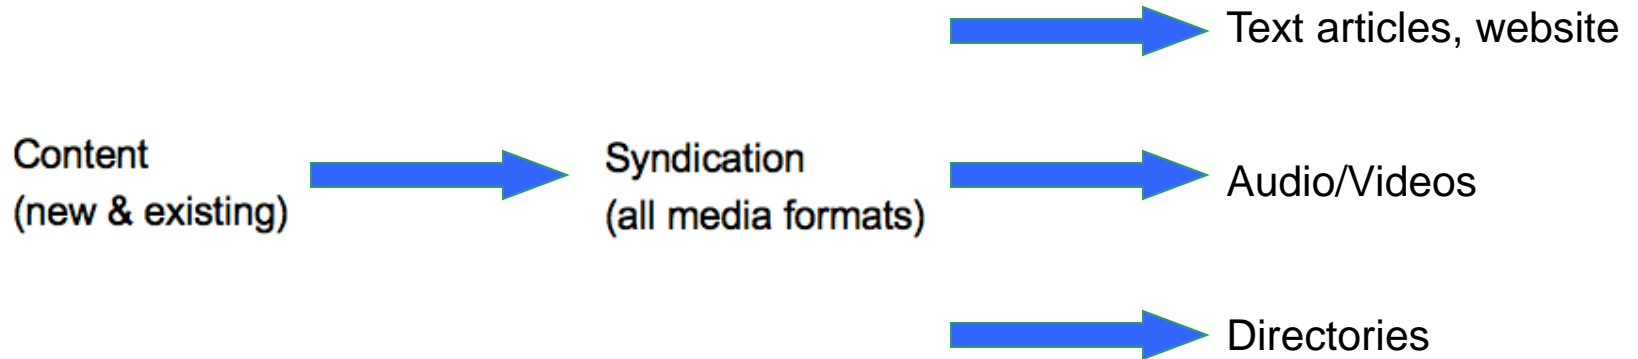 Text articles, website
Content
(new & existing)
Syndication
(all media formats)
Audio/Videos
Directories